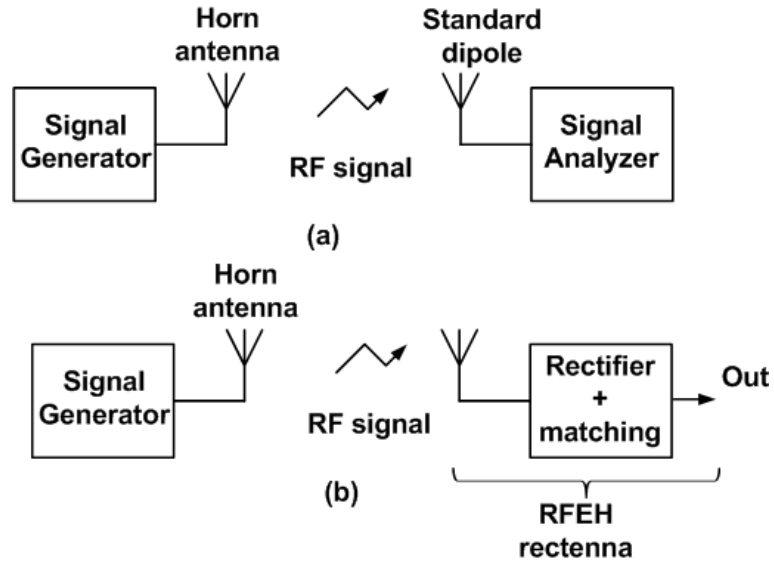 Horn
antenna
Standard
dipole
Signal
Generator
RF signal
Signal
Analyzer
(a)
Horn
antenna
Signal
Generator
RF signal
Rectifier
+
matching
Out
(b)
RFEH
rectenna